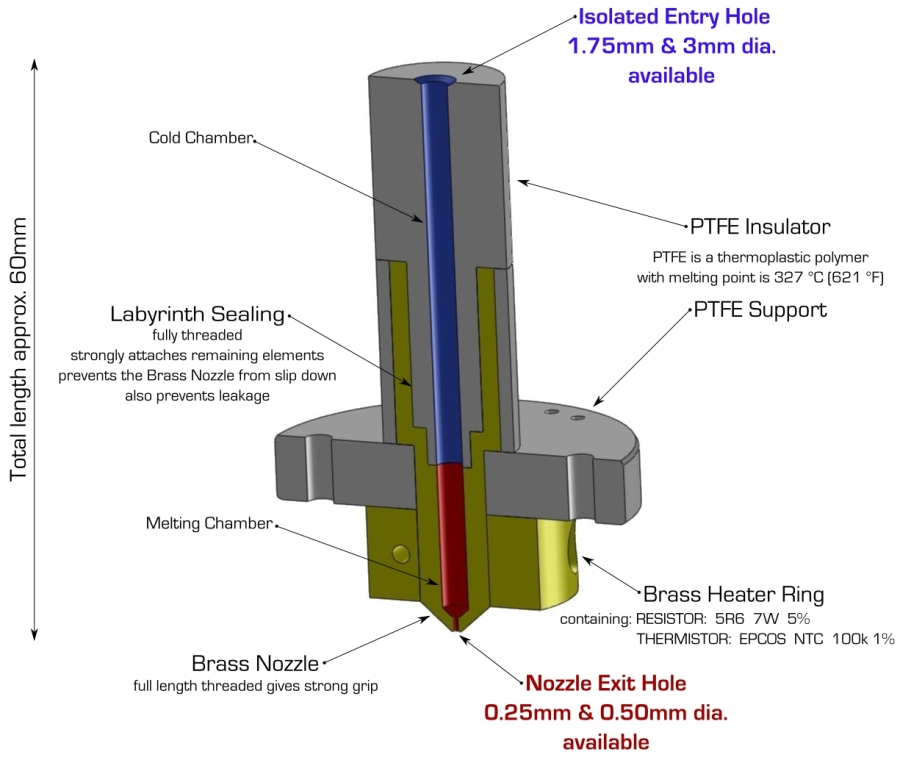 Isolated Entry Hole
1.75mm & 3mm dia.
available
Cold Chamber
PTFE Insulator
PTFE is a thermoplastic polymer
with melting point is 327 °C (621 °F)
PTFE Support
Labyrinth Sealing
fully threaded
strongly attaches remaining elements
prevents the Brass Nozzle from slip down
also prevents leakage
Total length approx. 60mm
Melting Chamber
Brass Heater Ring
containing: RESISTOR: 5R6 7W 5%
THERMISTOR: EPCOS NTC 100k 1%
Brass Nozzle
full length threaded gives strong grip
Nozzle Exit Hole
0.25mm & 0.50mm dia.
available